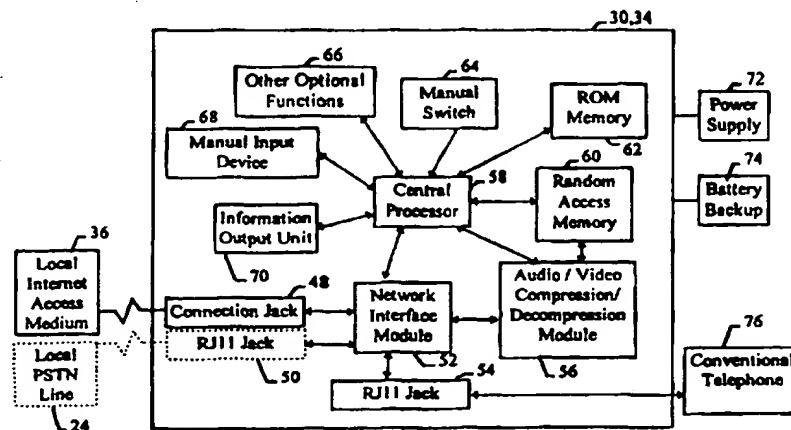 30,34
66
Other Optional
Functions
64
Manual
Switch
ROM
Memory
62
72
Power
Supply
68
Manual Input
Device
Central
Processor
58
60
Random
Access
Memory
74
Battery
Backup
Information
Output Unit
70
36
Local
Internet
Access
Medium
48
Connection Jack
RJ11 Jack
50
Network
Interface
Module
52
Audio / Video
Compression/
Decompression
Module
56
76
Conventional
Telephone
Local
PSTN
Line
24
54
RJ11 Jack